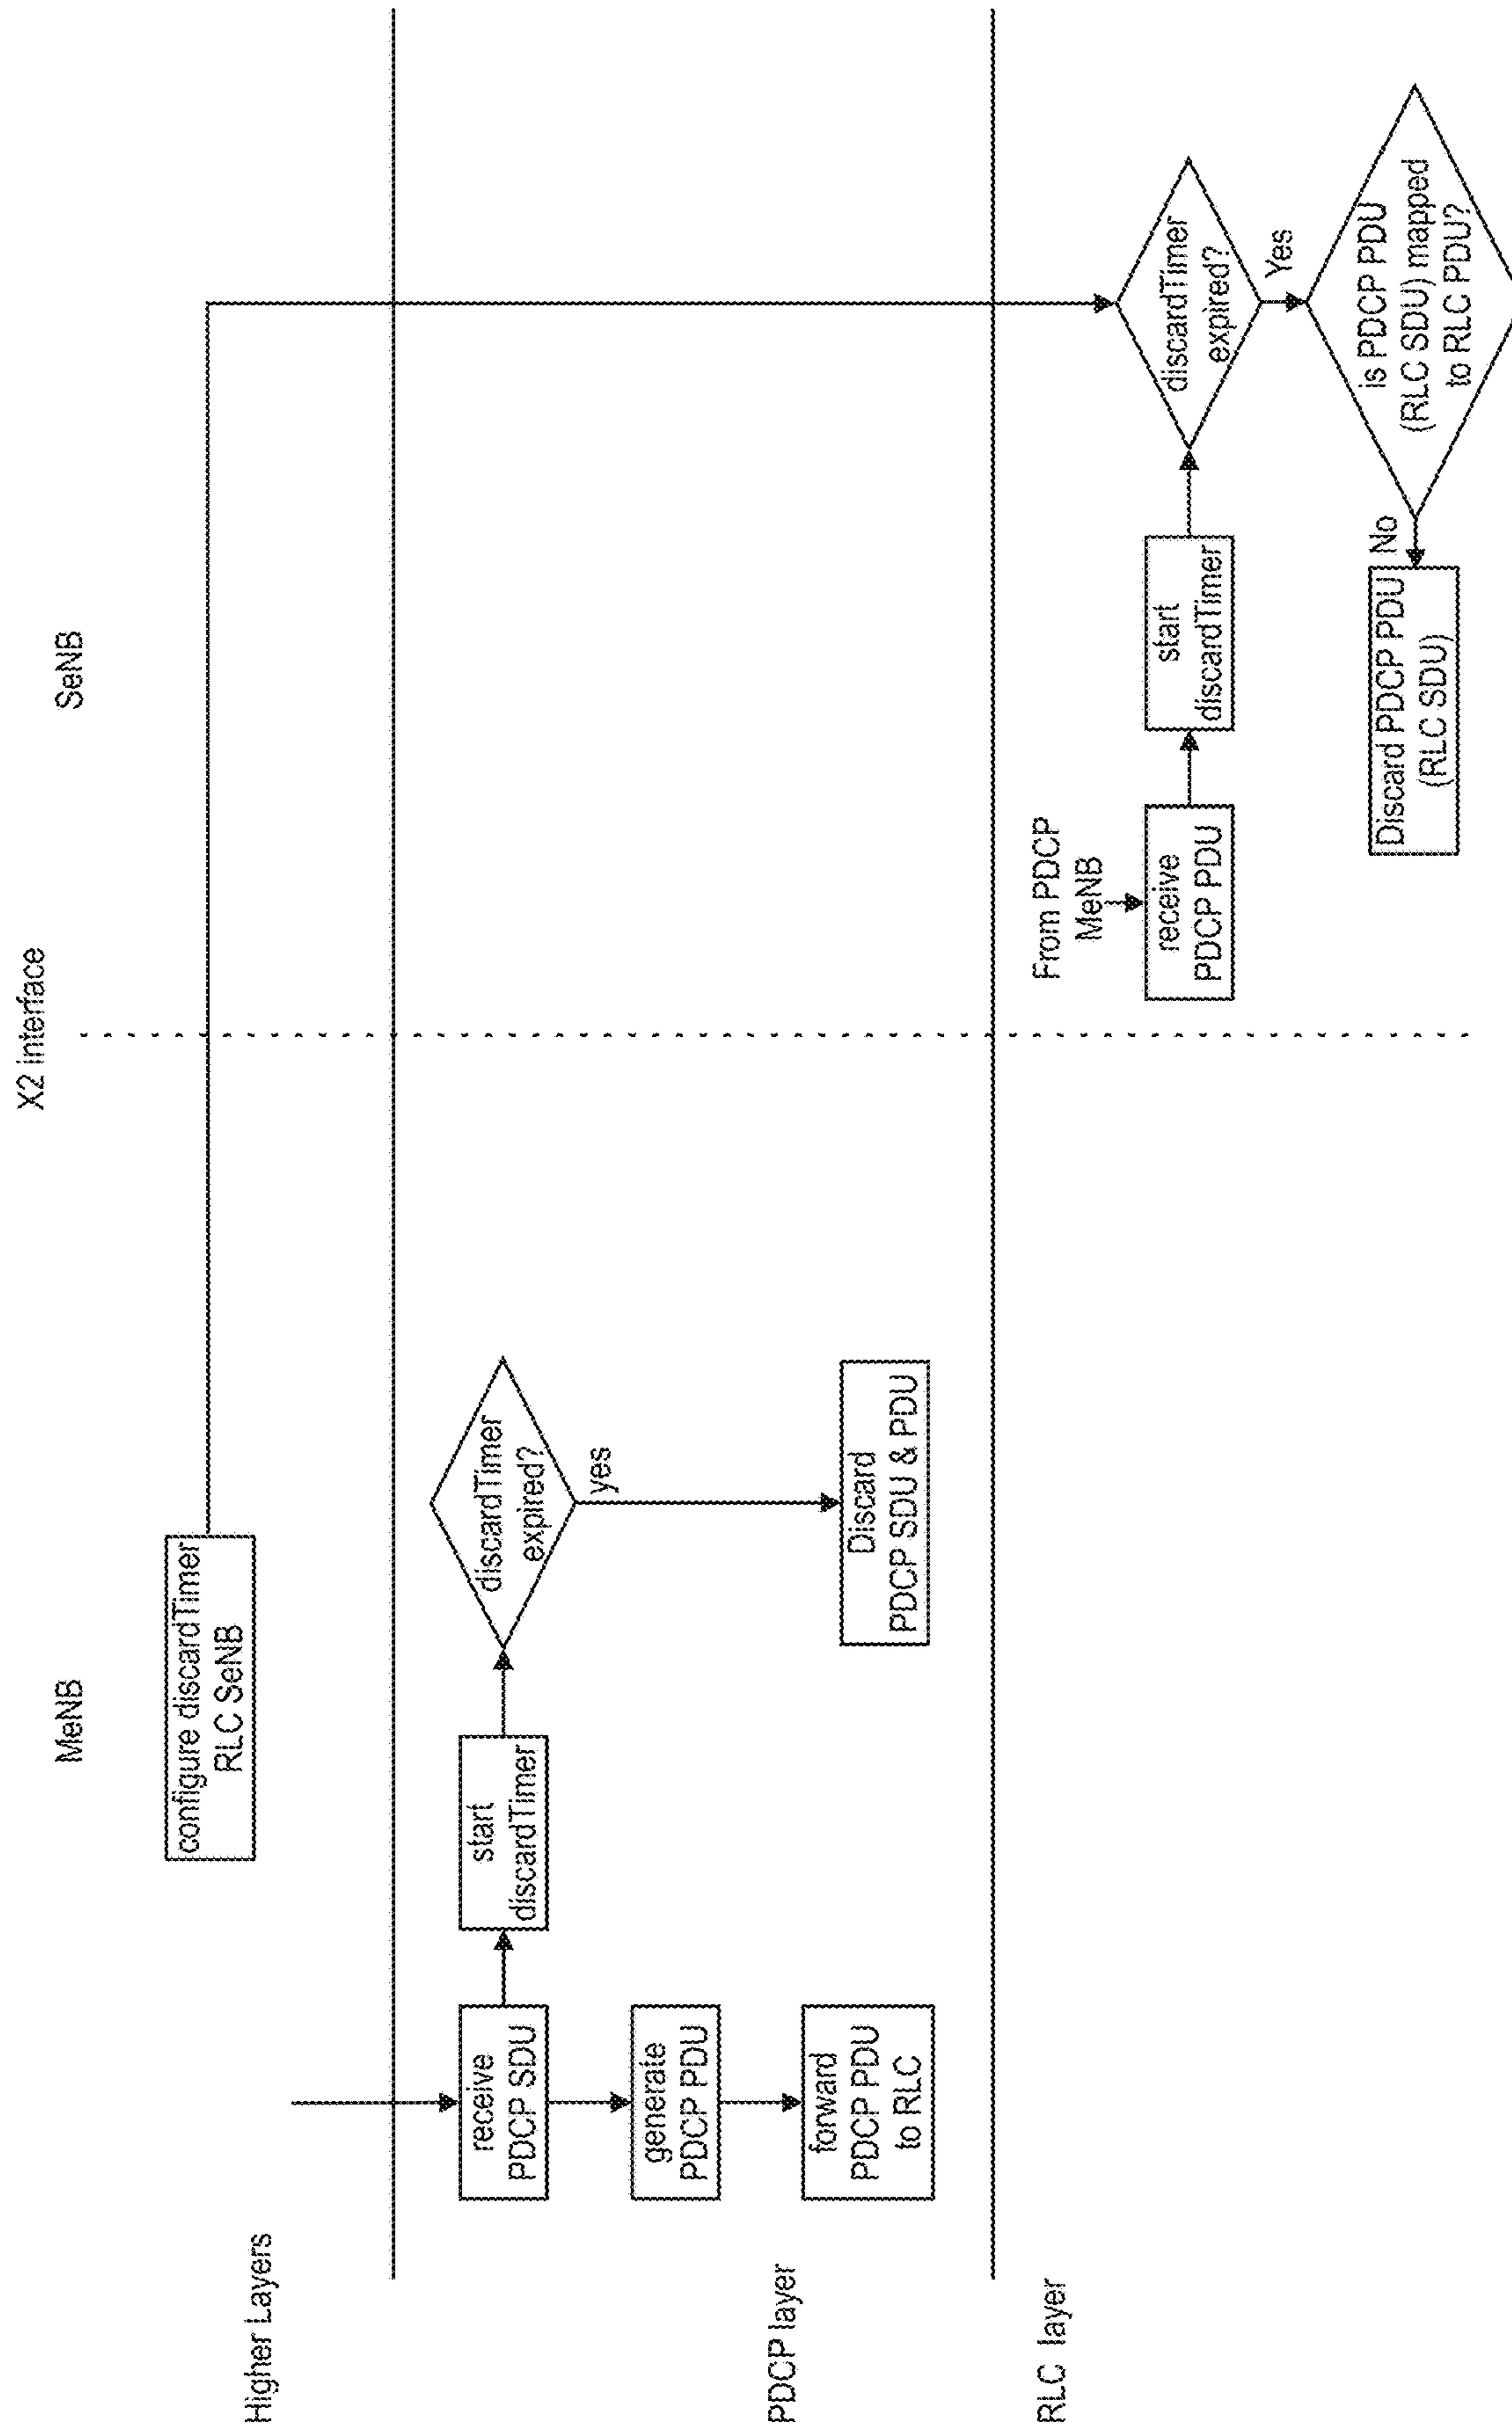 X2 interface
MeNB
SeNB
Higher Layers
configure discardTimer
RLC SeNB
PDCP layer
receive
PDCP SDU
start
discardTimer
discardTimer
expired?
yes
generate
PDCP PDU
forward
PDCP PDU
to RLC
Discard
PDCP SDU & PDU
RLC layer
From PDCP
MeNB
receive
PDCP PDU
start
discardTimer
discardTimer
expired?
Yes
is PDCP PDU
(RLC SDU) mapped
to RLC PDU?
No
Discard PDCP PDU
(RLC SDU)